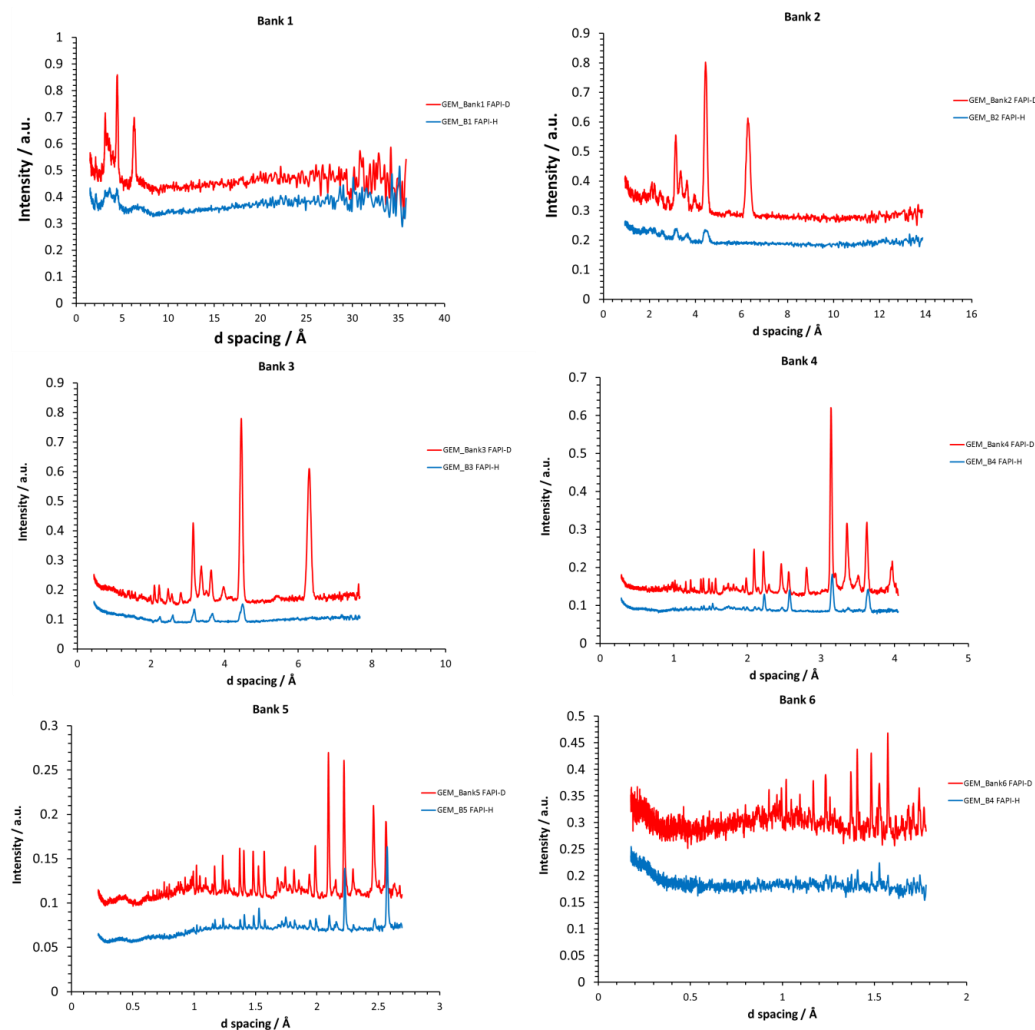 Bank 1
Intensity / a.u.
1
0.9
0.8
0.7
0.6
0.5
0.4
0.3
0.2
0.1
0
0 5 10 15 20 25 30 35 40
d spacing / Å
GEM_Bank1 FAPI-D
GEM_B1 FAPI-H
Bank 2
Intensity / a.u.
0.9
0.8
0.7
0.6
0.5
0.4
0.3
0.2
0.1
0
0 2 4 6 8 10 12 14 16
d spacing / Å
GEM_Bank2 FAPI-D
GEM_B2 FAPI-H
Bank 3
Intensity / a.u.
0.9
0.8
0.7
0.6
0.5
0.4
0.3
0.2
0.1
0
0 2 4 6 8 10
d spacing / Å
GEM_Bank3 FAPI-D
GEM_B3 FAPI-H
Bank 4
Intensity / a.u.
0.7
0.6
0.5
0.4
0.3
0.2
0.1
0
0 1 2 3 4 5
d spacing / Å
GEM_Bank4 FAPI-D
GEM_B4 FAPI-H
Bank 5
Intensity / a.u.
0.3
0.25
0.2
0.15
0.1
0.05
0
0 0.5 1 1.5 2 2.5 3
d spacing / Å
GEM_Bank5 FAPI-D
GEM_B5 FAPI-H
Bank 6
Intensity / a.u.
0.5
0.45
0.4
0.35
0.3
0.25
0.2
0.15
0.1
0.05
0
0 0.5 1 1.5 2
d spacing / Å
GEM_Bank6 FAPI-D
GEM_B4 FAPI-H